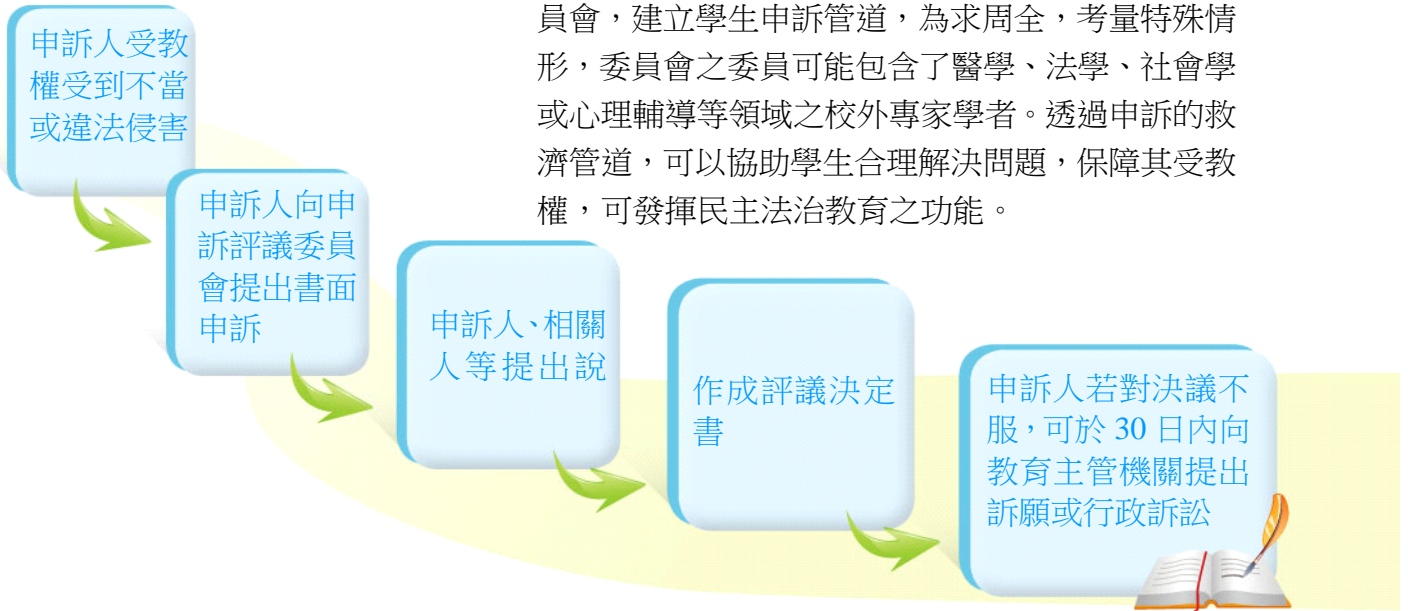 員會，建立學生申訴管道，為求周全，考量特殊情
形，委員會之委員可能包含了醫學、法學、社會學
或心理輔導等領域之校外專家學者。透過申訴的救
濟管道，可以協助學生合理解決問題，保障其受教
權，可發揮民主法治教育之功能。
申訴人受教
權受到不當
或違法侵害
申訴人向申
訴評議委員
會提出書面
申訴
申訴人、相關
人等提出說
作成評議決定
書
申訴人若對決議不
服，可於 30 日內向
教育主管機關提出
訴願或行政訴訟